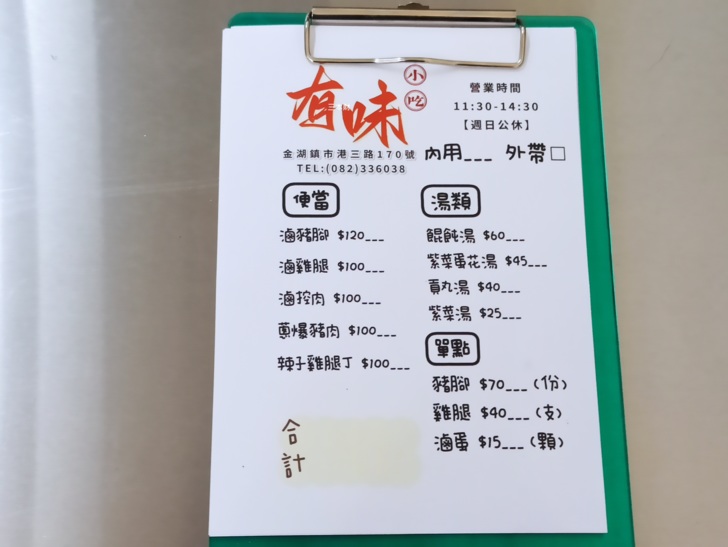 有味
小吃
營業時間
11:30-14:30
【週日公休】
金湖鎮市港三路170號
TEL:(082)336038
內用___ 外帶□
便當
滷豬腳 $120___
滷雞腿 $100___
滷控肉 $100___
蔥爆豬肉 $100___
辣子雞腿丁 $100___
湯類
餛飩湯 $60___
紫菜蛋花湯 $45___
貢丸湯 $40___
紫菜湯 $25___
單點
豬腳 $70___(份)
雞腿 $40___(支)
滷蛋 $15___(顆)
合
計